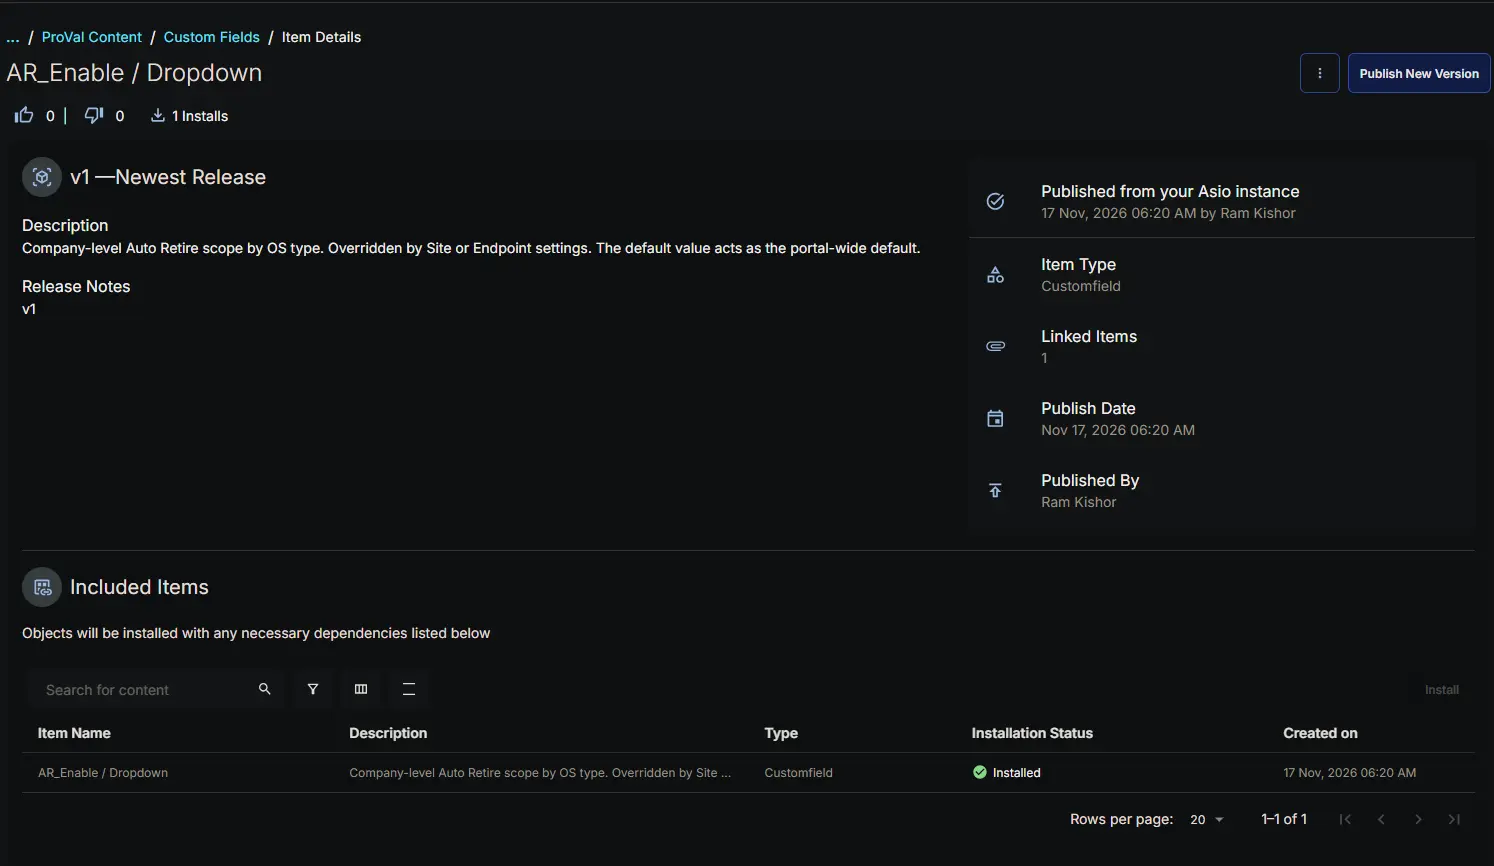 ... / ProVal Content / Custom Fields / Item Details
AR_Enable / Dropdown
Publish New Version
0 | 0 1 Installs
v1 —Newest Release
Description
Company-level Auto Retire scope by OS type. Overridden by Site or Endpoint settings. The default value acts as the portal-wide default.
Release Notes
v1
Published from your Asio instance
17 Nov, 2026 06:20 AM by Ram Kishor
Item Type
Customfield
Linked Items
1
Publish Date
Nov 17, 2026 06:20 AM
Published By
Ram Kishor
Included Items
Objects will be installed with any necessary dependencies listed below
Search for content Install
Item Name Description Type Installation Status Created on
AR_Enable / Dropdown Company-level Auto Retire scope by OS type. Overridden by Site ... Customfield Installed 17 Nov, 2026 06:20 AM
Rows per page: 20 1–1 of 1